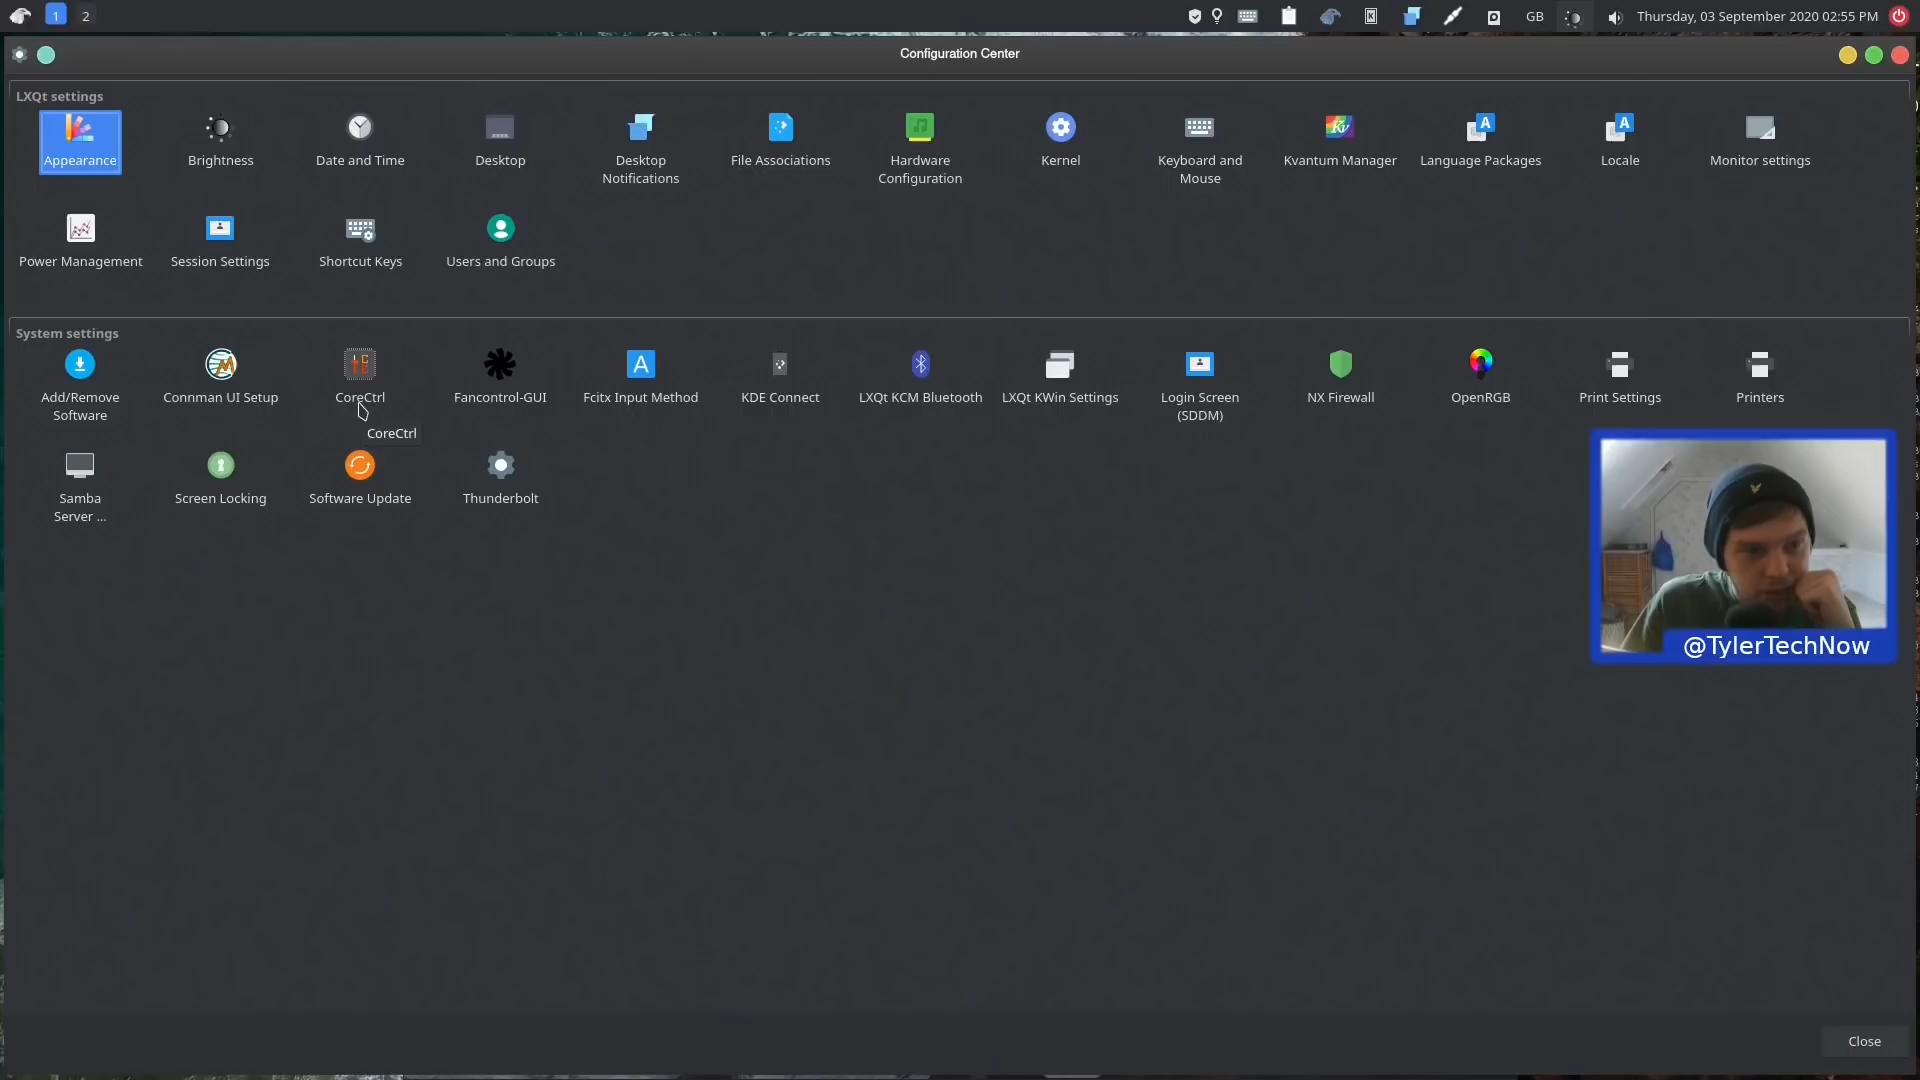 1 2 GB Thursday, 03 September 2020 02:55 PM
Configuration Center
LXQt settings
Appearance Brightness Date and Time Desktop Desktop Notifications File Associations Hardware Configuration Kernel Keyboard and Mouse Kvantum Manager Language Packages Locale Monitor settings
Power Management Session Settings Shortcut Keys Users and Groups
System settings
Add/Remove Software Connman UI Setup CoreCtrl Fancontrol-GUI Fcitx Input Method KDE Connect LXQt KCM Bluetooth LXQt KWin Settings Login Screen (SDDM) NX Firewall OpenRGB Print Settings Printers
CoreCtrl
Samba Server ... Screen Locking Software Update Thunderbolt
@TylerTechNow
Close